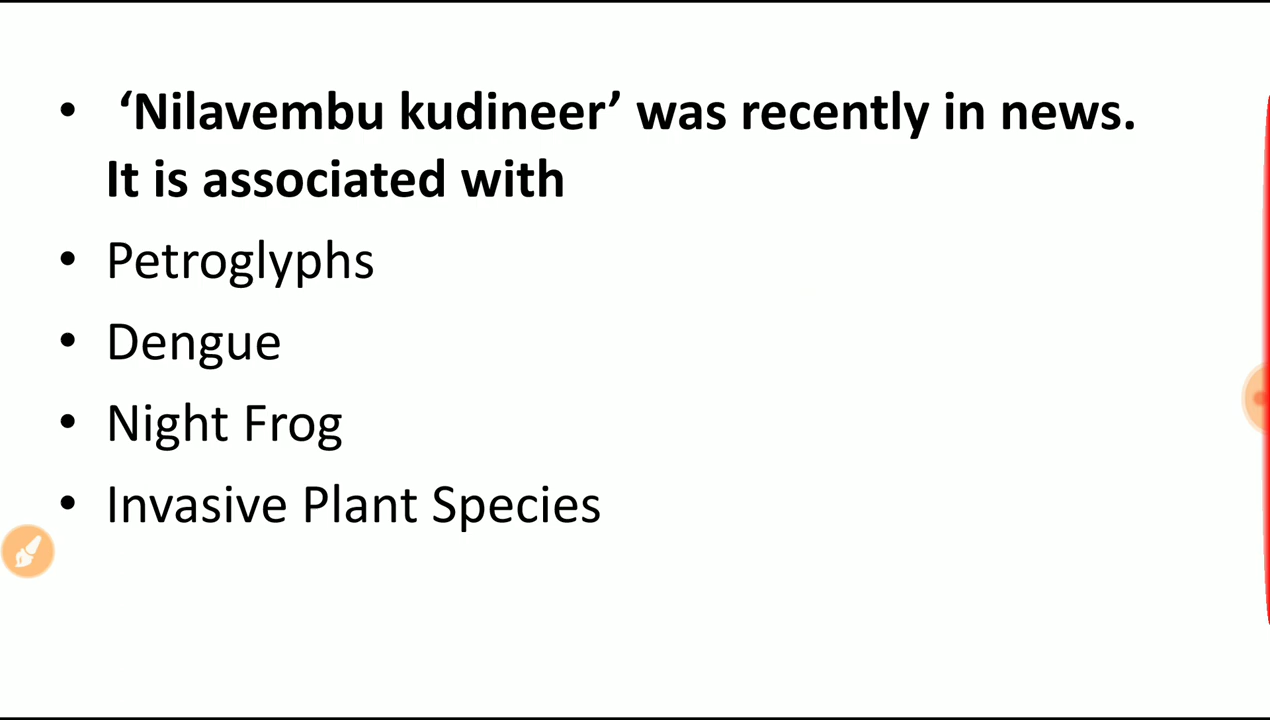 • ‘Nilavembu kudineer’ was recently in news.
It is associated with
• Petroglyphs
• Dengue
• Night Frog
• Invasive Plant Species